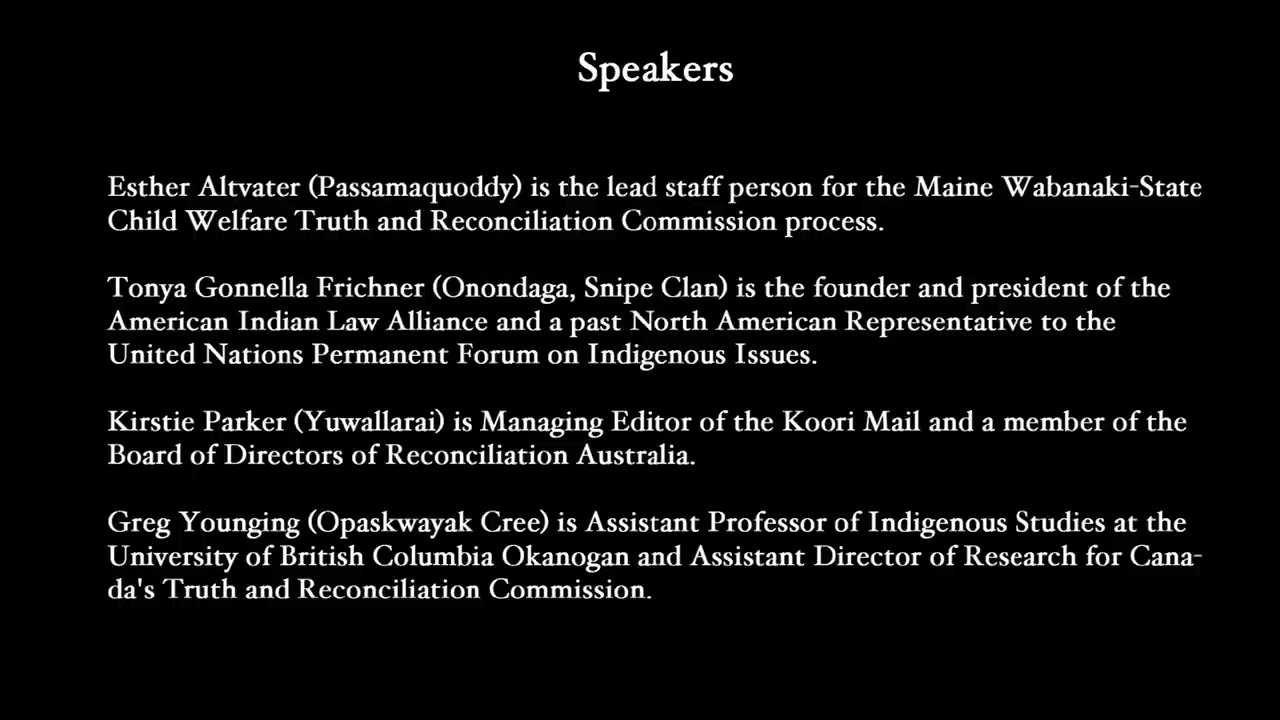 Speakers
Esther Altvater (Passamaquoddy) is the lead staff person for the Maine Wabanaki-State
Child Welfare Truth and Reconciliation Commission process.
Tonya Gonnella Frichner (Onondaga, Snipe Clan) is the founder and president of the
American Indian Law Alliance and a past North American Representative to the
United Nations Permanent Forum on Indigenous Issues.
Kirstie Parker (Yuwallarai) is Managing Editor of the Koori Mail and a member of the
Board of Directors of Reconciliation Australia.
Greg Younging (Opaskwayak Cree) is Assistant Professor of Indigenous Studies at the
University of British Columbia Okanogan and Assistant Director of Research for Cana-
da's Truth and Reconciliation Commission.